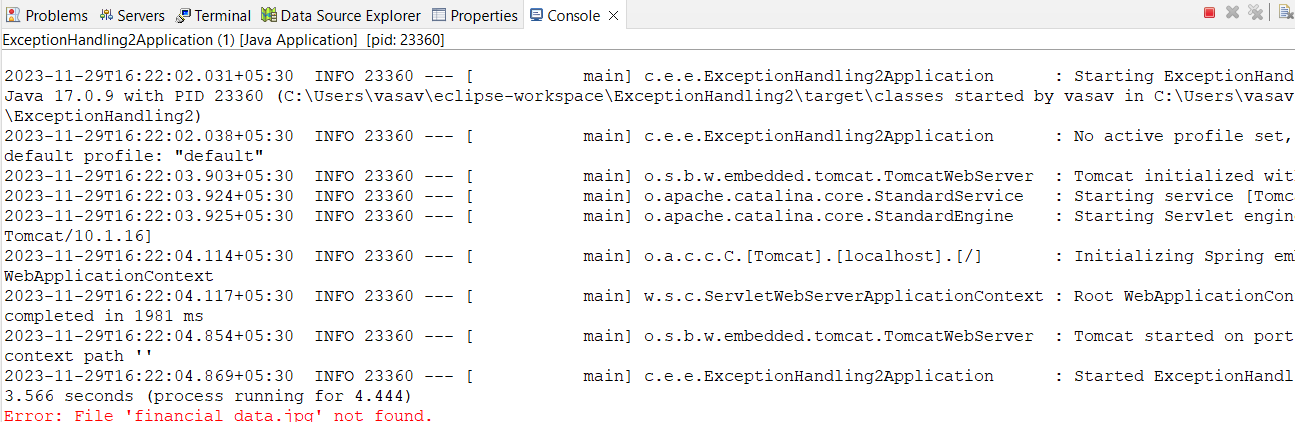 Problems Servers Terminal Data Source Explorer Properties Console
ExceptionHandling2Application (1) [Java Application] [pid: 23360]
2023-11-29T16:22:02.031+05:30  INFO 23360 --- [           main] c.e.e.ExceptionHandling2Application      : Starting ExceptionHand
Java 17.0.9 with PID 23360 (C:\Users\vasav\eclipse-workspace\ExceptionHandling2\target\classes started by vasav in C:\Users\vasav
\ExceptionHandling2)
2023-11-29T16:22:02.038+05:30  INFO 23360 --- [           main] c.e.e.ExceptionHandling2Application      : No active profile set,
default profile: "default"
2023-11-29T16:22:03.903+05:30  INFO 23360 --- [           main] o.s.b.w.embedded.tomcat.TomcatWebServer  : Tomcat initialized wit
2023-11-29T16:22:03.924+05:30  INFO 23360 --- [           main] o.apache.catalina.core.StandardService   : Starting service [Tomc
2023-11-29T16:22:03.925+05:30  INFO 23360 --- [           main] o.apache.catalina.core.StandardEngine    : Starting Servlet engin
Tomcat/10.1.16]
2023-11-29T16:22:04.114+05:30  INFO 23360 --- [           main] o.a.c.c.C.[Tomcat].[localhost].[/]       : Initializing Spring em
WebApplicationContext
2023-11-29T16:22:04.117+05:30  INFO 23360 --- [           main] w.s.c.ServletWebServerApplicationContext : Root WebApplicationCon
completed in 1981 ms
2023-11-29T16:22:04.854+05:30  INFO 23360 --- [           main] o.s.b.w.embedded.tomcat.TomcatWebServer  : Tomcat started on port
context path ''
2023-11-29T16:22:04.869+05:30  INFO 23360 --- [           main] c.e.e.ExceptionHandling2Application      : Started ExceptionHandl
3.566 seconds (process running for 4.444)
Error: File 'financial data.jpg' not found.